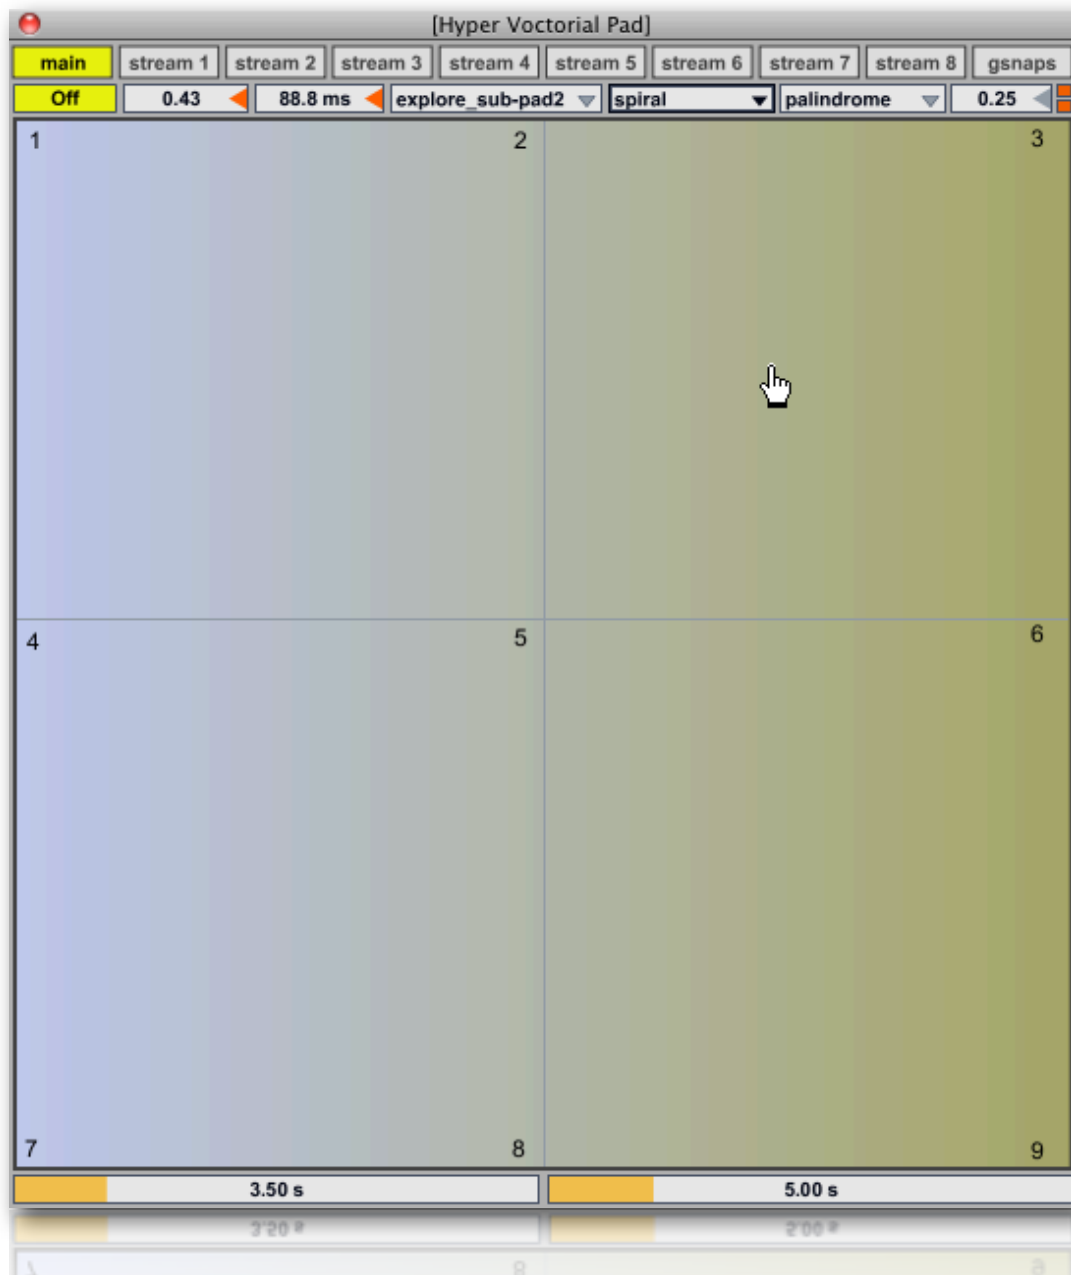 [Hyper Voctorial Pad]
main stream 1 stream 2 stream 3 stream 4 stream 5 stream 6 stream 7 stream 8 gsnaps
Off 0.43 88.8 ms explore_sub-pad2 spiral palindrome 0.25
1 2 3
4 5 6
7 8 9
3.50 s 5.00 s